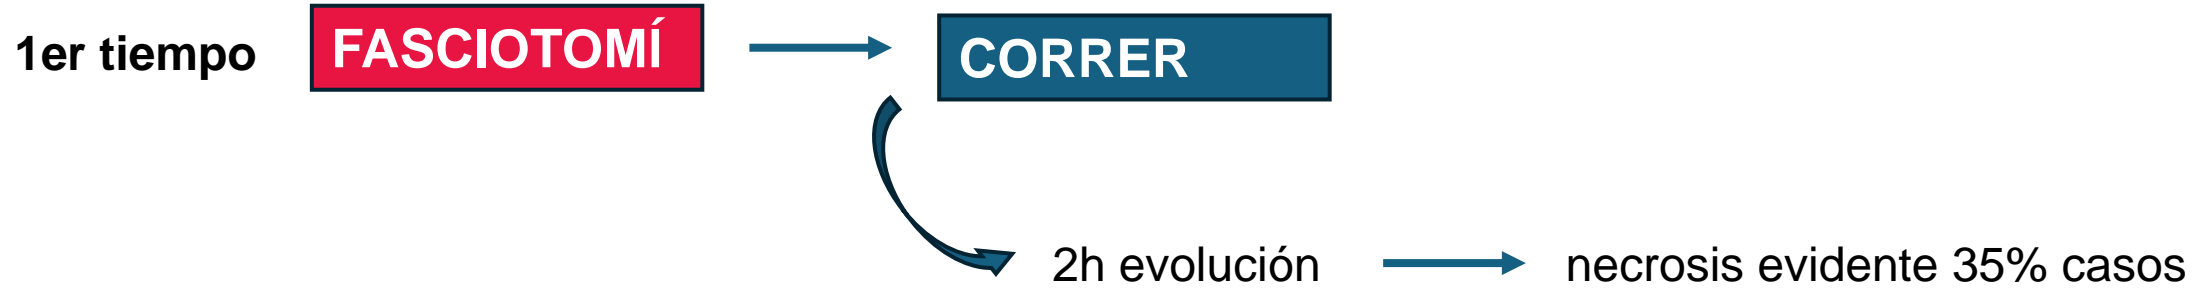 1er tiempo
FASCIOTOMÍ
CORRER
2h evolución
necrosis evidente 35% casos